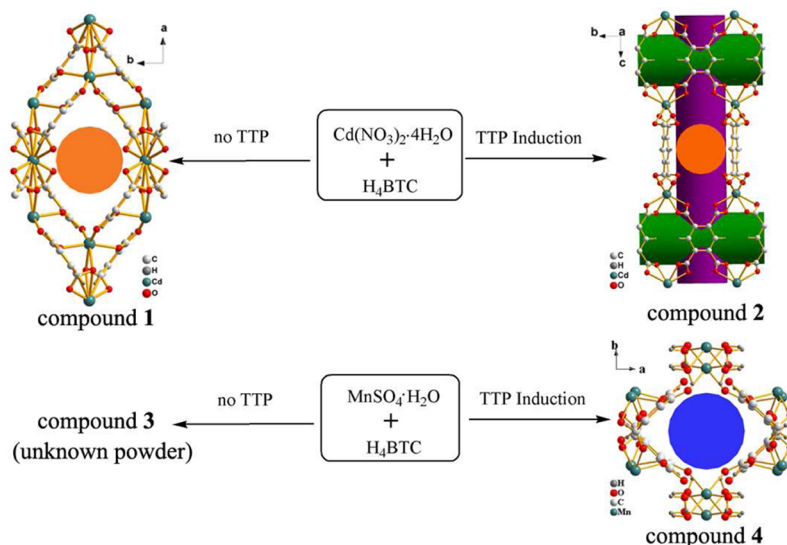 a
b
C
H
Cd
O
compound 1
no TTP
Cd(NO3)2·4H2O
+
H4BTC
TTP Induction
b a
c
C
H
Cd
O
compound 2
compound 3
(unknown powder)
no TTP
MnSO4·H2O
+
H4BTC
TTP Induction
b
a
H
O
C
Mn
compound 4